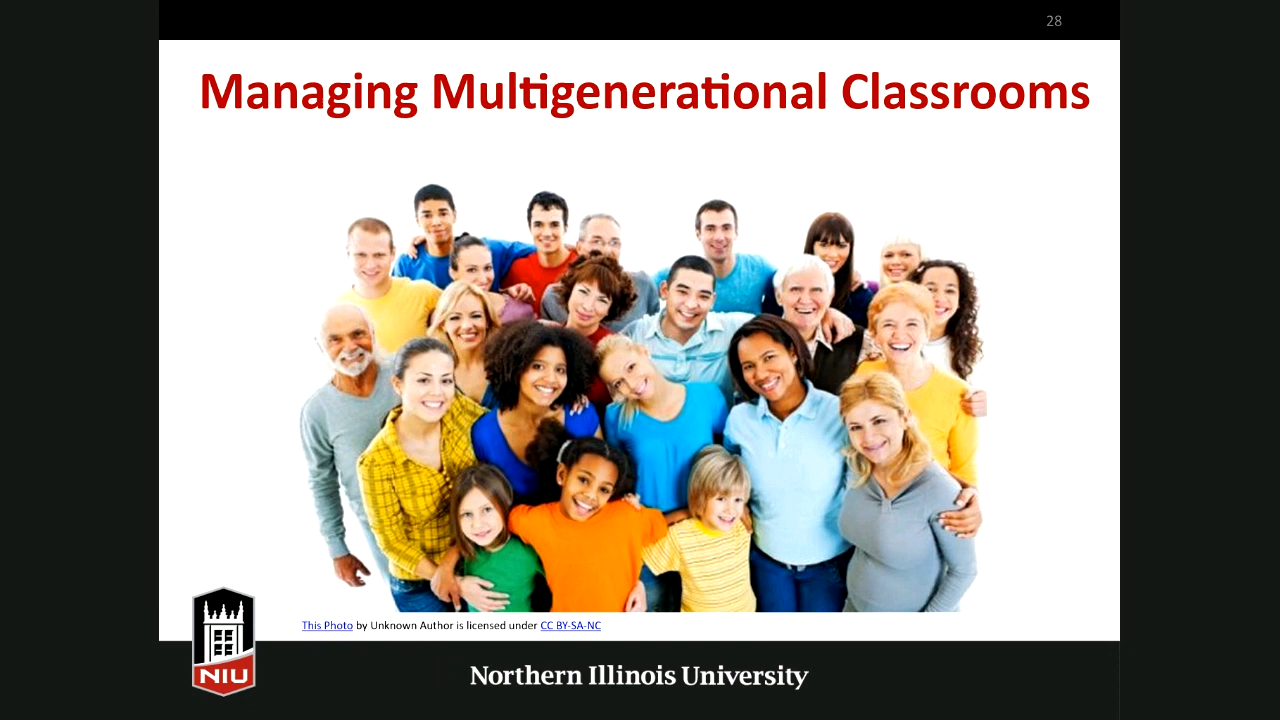 28
Managing Multigenerational Classrooms
This Photo by Unknown Author is licensed under CC BY-SA-NC
NIU
Northern Illinois University